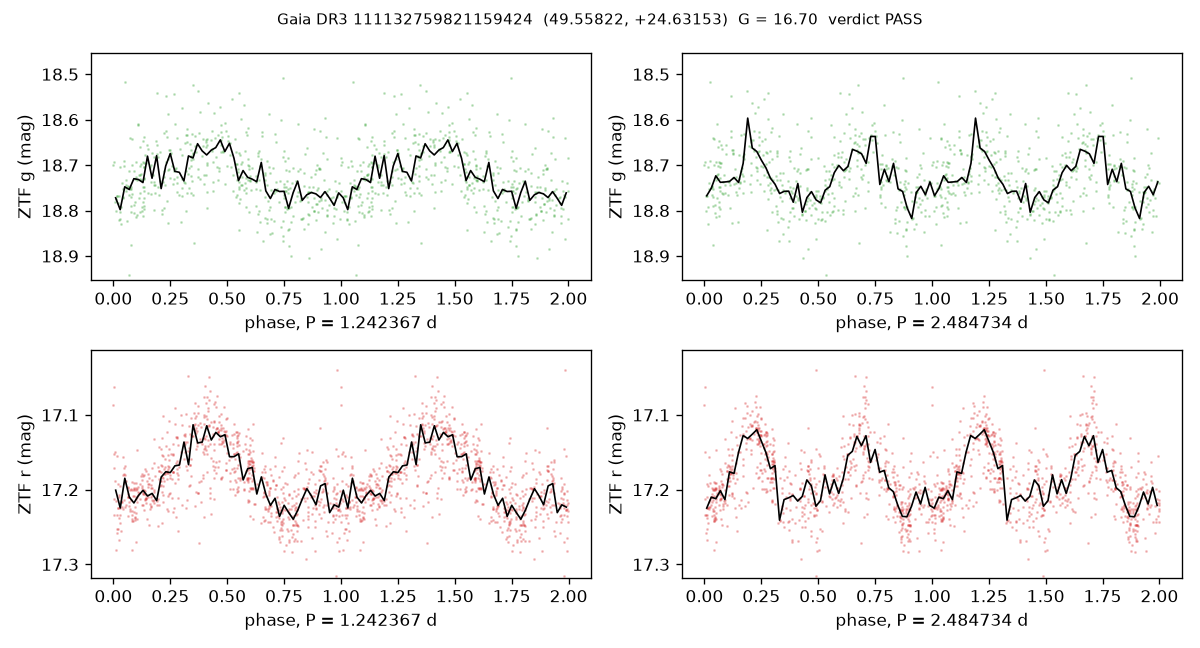 Gaia DR3 111132759821159424  (49.55822, +24.63153)  G = 16.70  verdict PASS
ZTF g (mag)
18.5
18.6
18.7
18.8
18.9
0.00 0.25 0.50 0.75 1.00 1.25 1.50 1.75 2.00
phase, P = 1.242367 d
ZTF g (mag)
18.5
18.6
18.7
18.8
18.9
0.00 0.25 0.50 0.75 1.00 1.25 1.50 1.75 2.00
phase, P = 2.484734 d
ZTF r (mag)
17.1
17.2
17.3
0.00 0.25 0.50 0.75 1.00 1.25 1.50 1.75 2.00
phase, P = 1.242367 d
ZTF r (mag)
17.1
17.2
17.3
0.00 0.25 0.50 0.75 1.00 1.25 1.50 1.75 2.00
phase, P = 2.484734 d